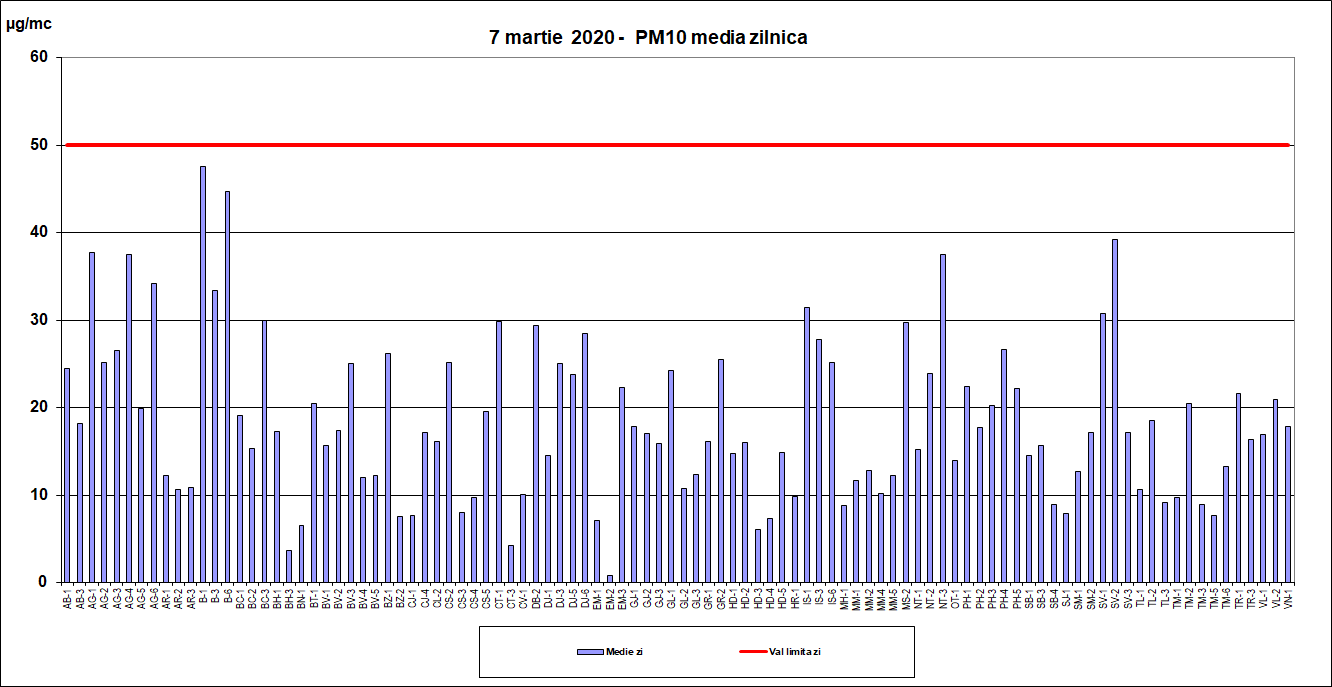 µg/mc
7 martie 2020 - PM10 media zilnica
60
50
40
30
20
10
0
AB-1 AB-3 AG-1 AG-2 AG-3 AG-4 AG-5 AG-6 AR-1 AR-2 AR-3 B-1 B-3 B-6 BC-1 BC-2 BC-3 BH-1 BH-3 BN-1 BT-1 BV-1 BV-2 BV-3 BV-4 BV-5 BZ-1 BZ-2 CJ-1 CJ-4 CL-2 CS-2 CS-3 CS-4 CS-5 CT-1 CT-3 CV-1 DB-2 DJ-1 DJ-3 DJ-5 DJ-6 EM-1 EM-2 EM-3 GJ-1 GJ-2 GJ-3 GL-1 GL-2 GL-3 GR-1 GR-2 HD-1 HD-2 HD-3 HD-4 HD-5 HR-1 IS-1 IS-3 IS-6 MH-1 MM-1 MM-2 MM-4 MM-5 MS-2 NT-1 NT-2 NT-3 OT-1 PH-1 PH-2 PH-3 PH-4 PH-5 SB-1 SB-3 SB-4 SJ-1 SM-1 SM-2 SV-1 SV-2 SV-3 TL-1 TL-2 TL-3 TM-1 TM-2 TM-3 TM-5 TM-6 TR-1 TR-3 VL-1 VL-2 VN-1
Medie zi Val limita zi